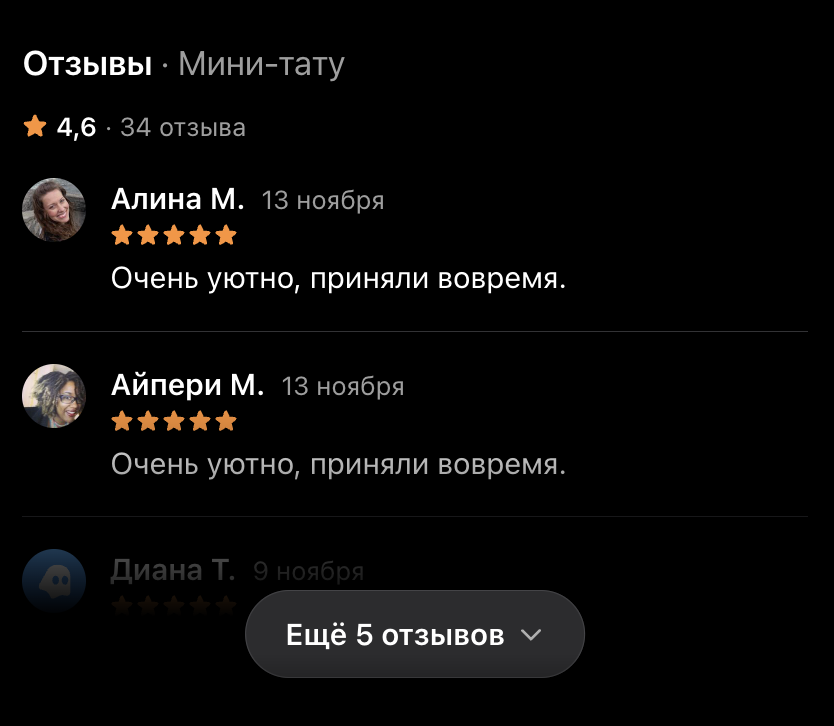 Отзывы · Мини-тату
4,6 · 34 отзыва
Алина М. 13 ноября
Очень уютно, приняли вовремя.
Айпери М. 13 ноября
Очень уютно, приняли вовремя.
Диана Т. 9 ноября
Ещё 5 отзывов